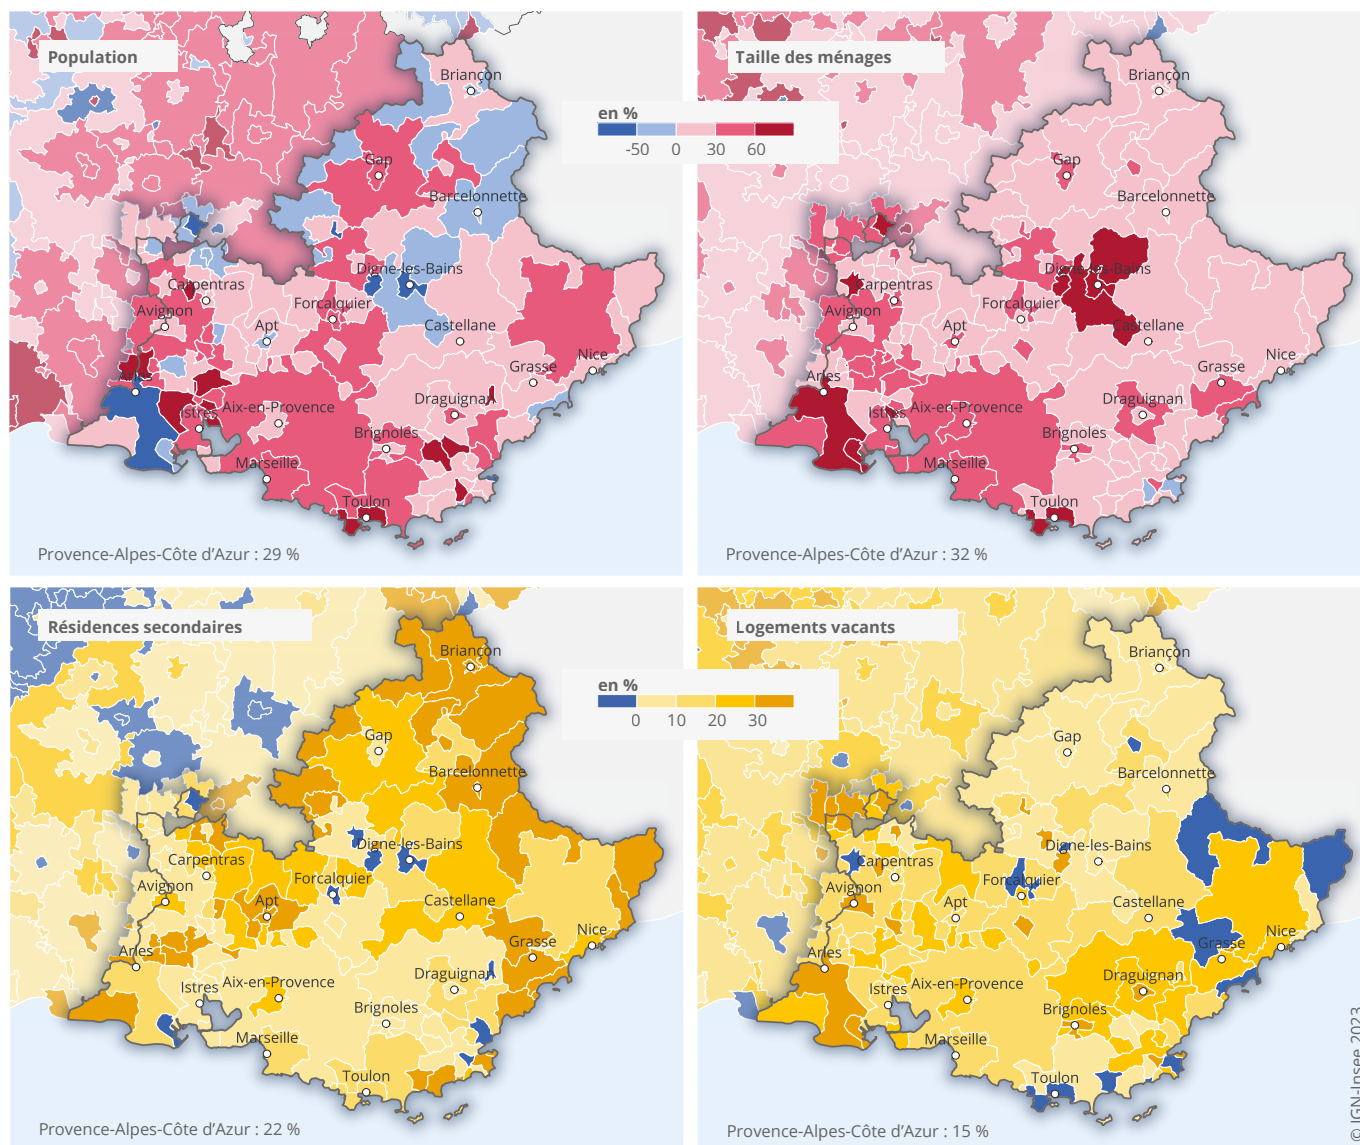 Population
Briançon
Gap
Barcelonnette
Digne-les-Bains
Carpentras
Forcalquier
Avignon
Apt
Castellane
Grasse
Nice
Arles
Istres
Aix-en-Provence
Draguignan
Brignoles
Marseille
Toulon
Provence-Alpes-Côte d’Azur : 29 %
en %
-50 0 30 60
Taille des ménages
Briançon
Gap
Barcelonnette
Digne-les-Bains
Carpentras
Forcalquier
Avignon
Apt
Castellane
Grasse
Nice
Arles
Istres
Aix-en-Provence
Draguignan
Brignoles
Marseille
Toulon
Provence-Alpes-Côte d’Azur : 32 %
Résidences secondaires
Briançon
Gap
Barcelonnette
Digne-les-Bains
Carpentras
Forcalquier
Avignon
Apt
Castellane
Grasse
Nice
Arles
Istres
Aix-en-Provence
Draguignan
Brignoles
Marseille
Toulon
Provence-Alpes-Côte d’Azur : 22 %
en %
0 10 20 30
Logements vacants
Briançon
Gap
Barcelonnette
Digne-les-Bains
Carpentras
Forcalquier
Avignon
Apt
Castellane
Grasse
Nice
Arles
Istres
Aix-en-Provence
Draguignan
Brignoles
Marseille
Toulon
Provence-Alpes-Côte d’Azur : 15 %
© IGN-Insee 2023